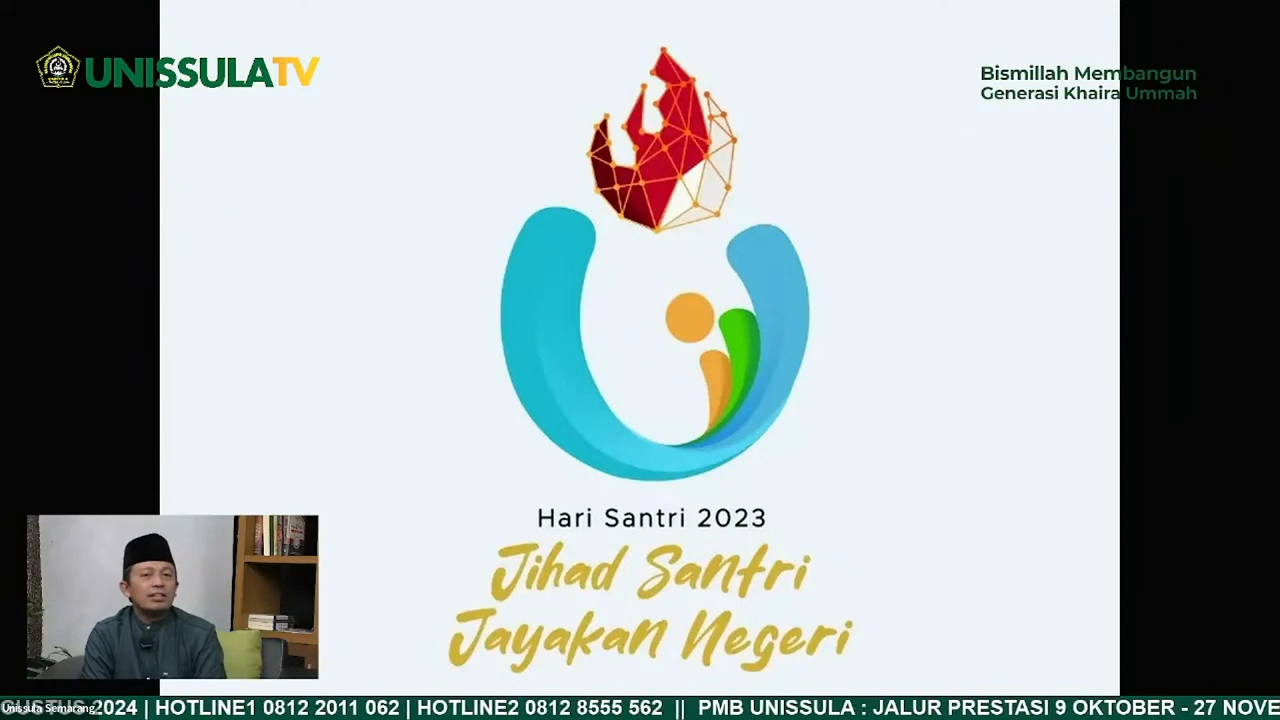 UNISSULATV
Bismillah Membangun
Generasi Khaira Ummah
Hari Santri 2023
Jihad Santri
Jayakan Negeri
Unissula Semarang
2024 | HOTLINE1 0812 2011 062 | HOTLINE2 0812 8555 562 || PMB UNISSULA : JALUR PRESTASI 9 OKTOBER - 27 NOVE